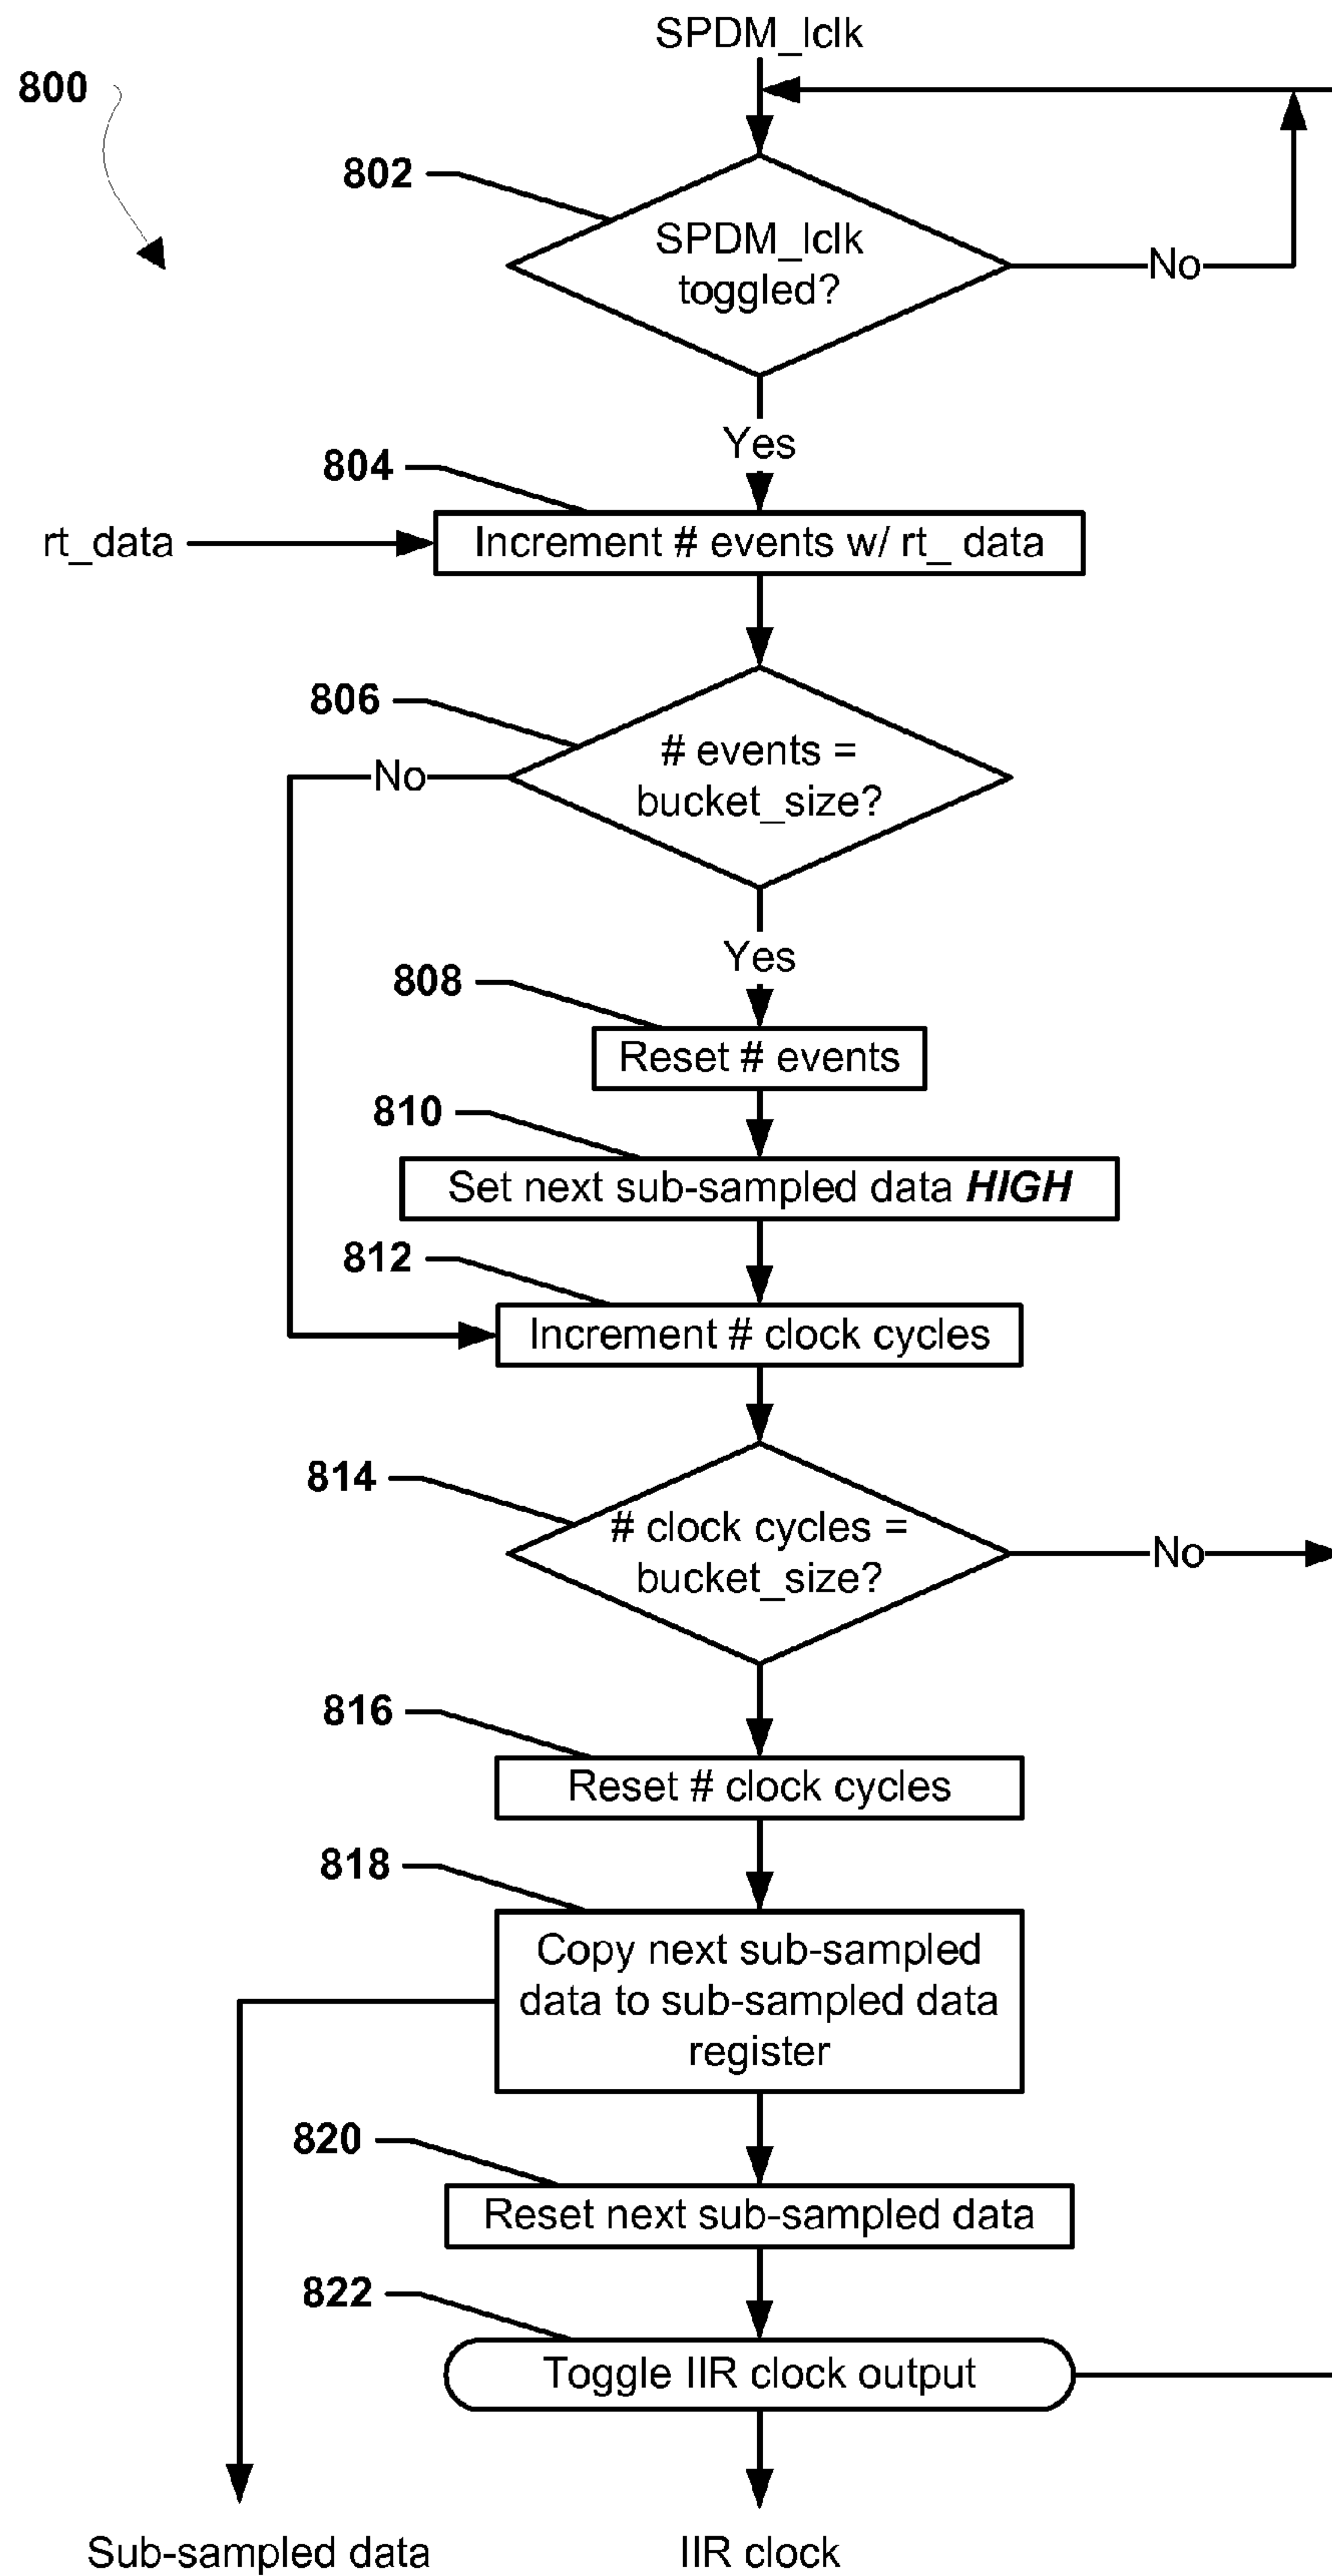 SPDM_lclk
800
802
SPDM_lclk
toggled?
No
Yes
804
rt_data
Increment # events w/ rt_ data
806
# events =
bucket_size?
No
Yes
808
Reset # events
810
Set next sub-sampled data HIGH
812
Increment # clock cycles
814
# clock cycles =
bucket_size?
No
816
Reset # clock cycles
818
Copy next sub-sampled
data to sub-sampled data
register
820
Reset next sub-sampled data
822
Toggle IIR clock output
Sub-sampled data
IIR clock